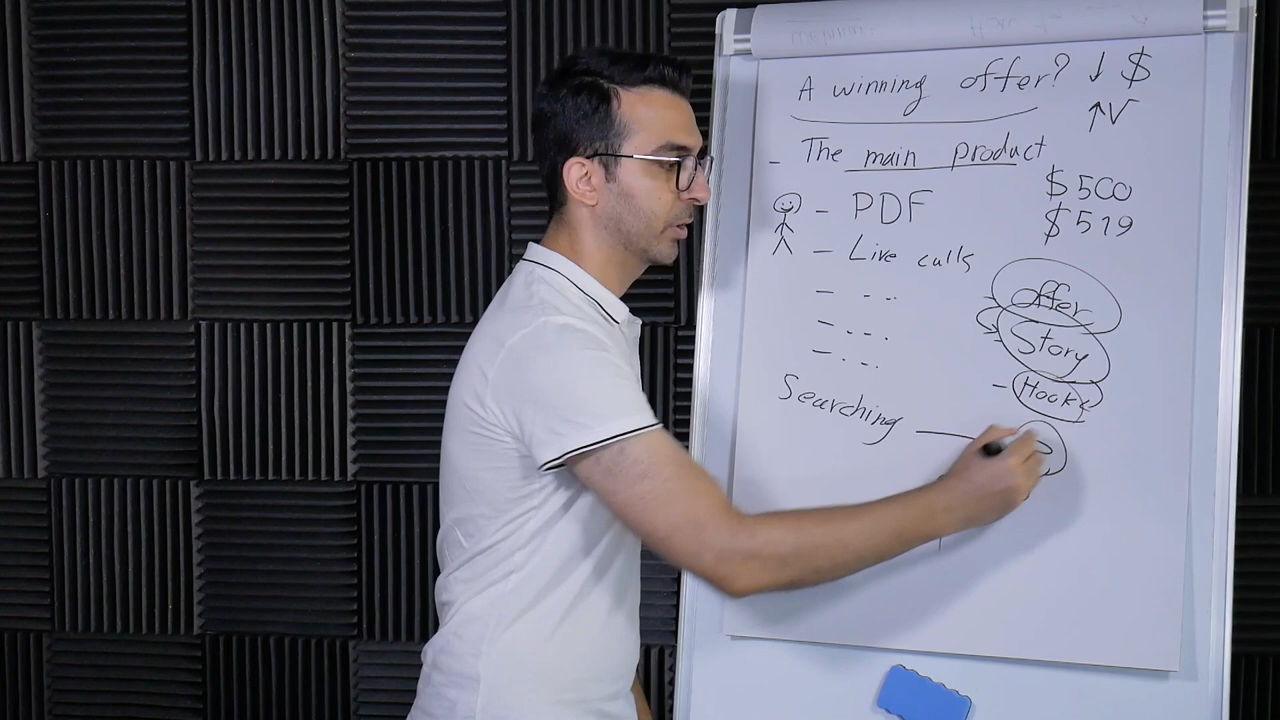 A winning offer? ↓ $
↑ V
- The main product
- PDF
$500
$519
- Live calls
offer
Story
- Hook
Searching